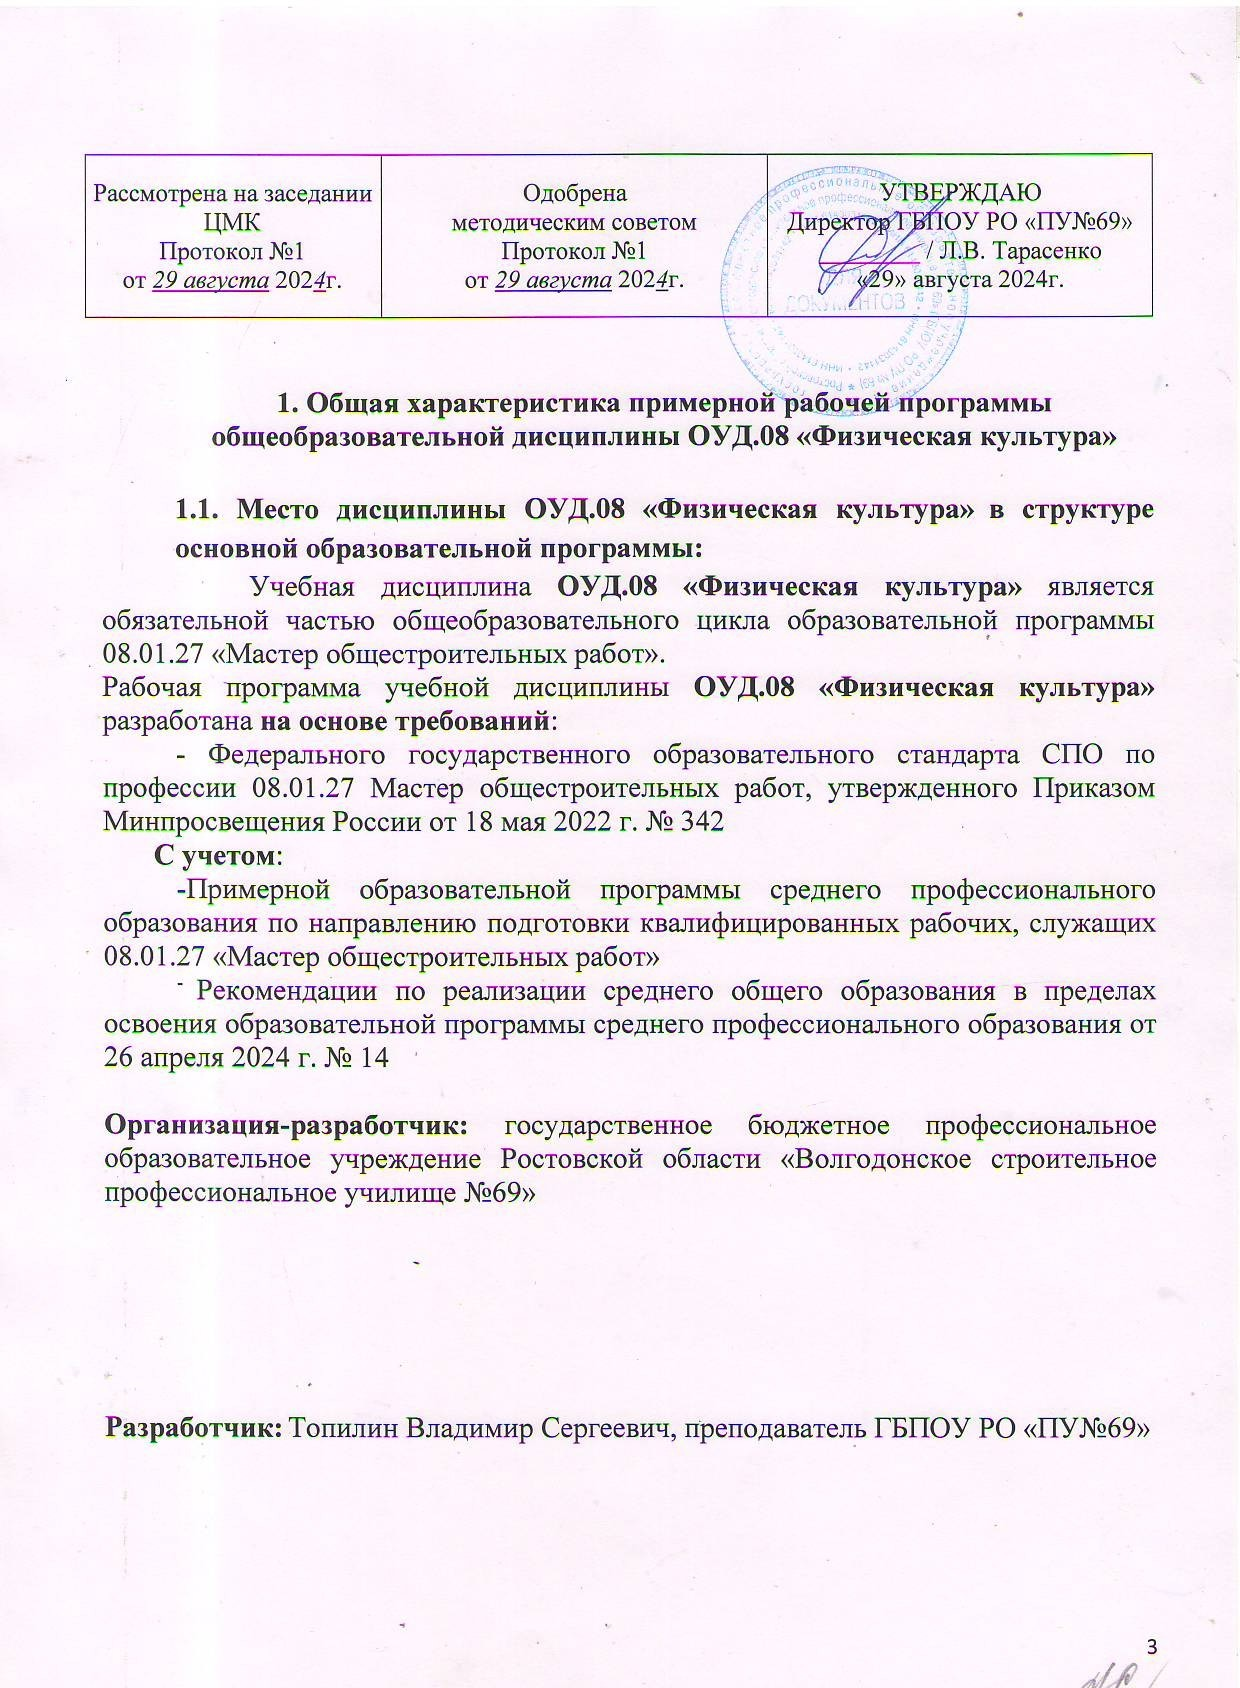 Рассмотрена на заседании
ЦМК
Протокол №1
от 29 августа 2024г.
Одобрена
методическим советом
Протокол №1
от 29 августа 2024г.
УТВЕРЖДАЮ
Директор ГБПОУ РО «ПУ№69»
/ Л.В. Тарасенко
«29» августа 2024г.
ДОКУМЕНТОВ
1. Общая характеристика примерной рабочей программы
общеобразовательной дисциплины ОУД.08 «Физическая культура»
1.1. Место дисциплины ОУД.08 «Физическая культура» в структуре
основной образовательной программы:
Учебная дисциплина ОУД.08 «Физическая культура» является
обязательной частью общеобразовательного цикла образовательной программы
08.01.27 «Мастер общестроительных работ».
Рабочая программа учебной дисциплины ОУД.08 «Физическая культура»
разработана на основе требований:
- Федерального государственного образовательного стандарта СПО по
профессии 08.01.27 Мастер общестроительных работ, утвержденного Приказом
Минпросвещения России от 18 мая 2022 г. № 342
С учетом:
-Примерной образовательной программы среднего профессионального
образования по направлению подготовки квалифицированных рабочих, служащих
08.01.27 «Мастер общестроительных работ»
- Рекомендации по реализации среднего общего образования в пределах
освоения образовательной программы среднего профессионального образования от
26 апреля 2024 г. № 14
Организация-разработчик: государственное бюджетное профессиональное
образовательное учреждение Ростовской области «Волгодонское строительное
профессиональное училище №69»
Разработчик: Топилин Владимир Сергеевич, преподаватель ГБПОУ РО «ПУ№69»
3